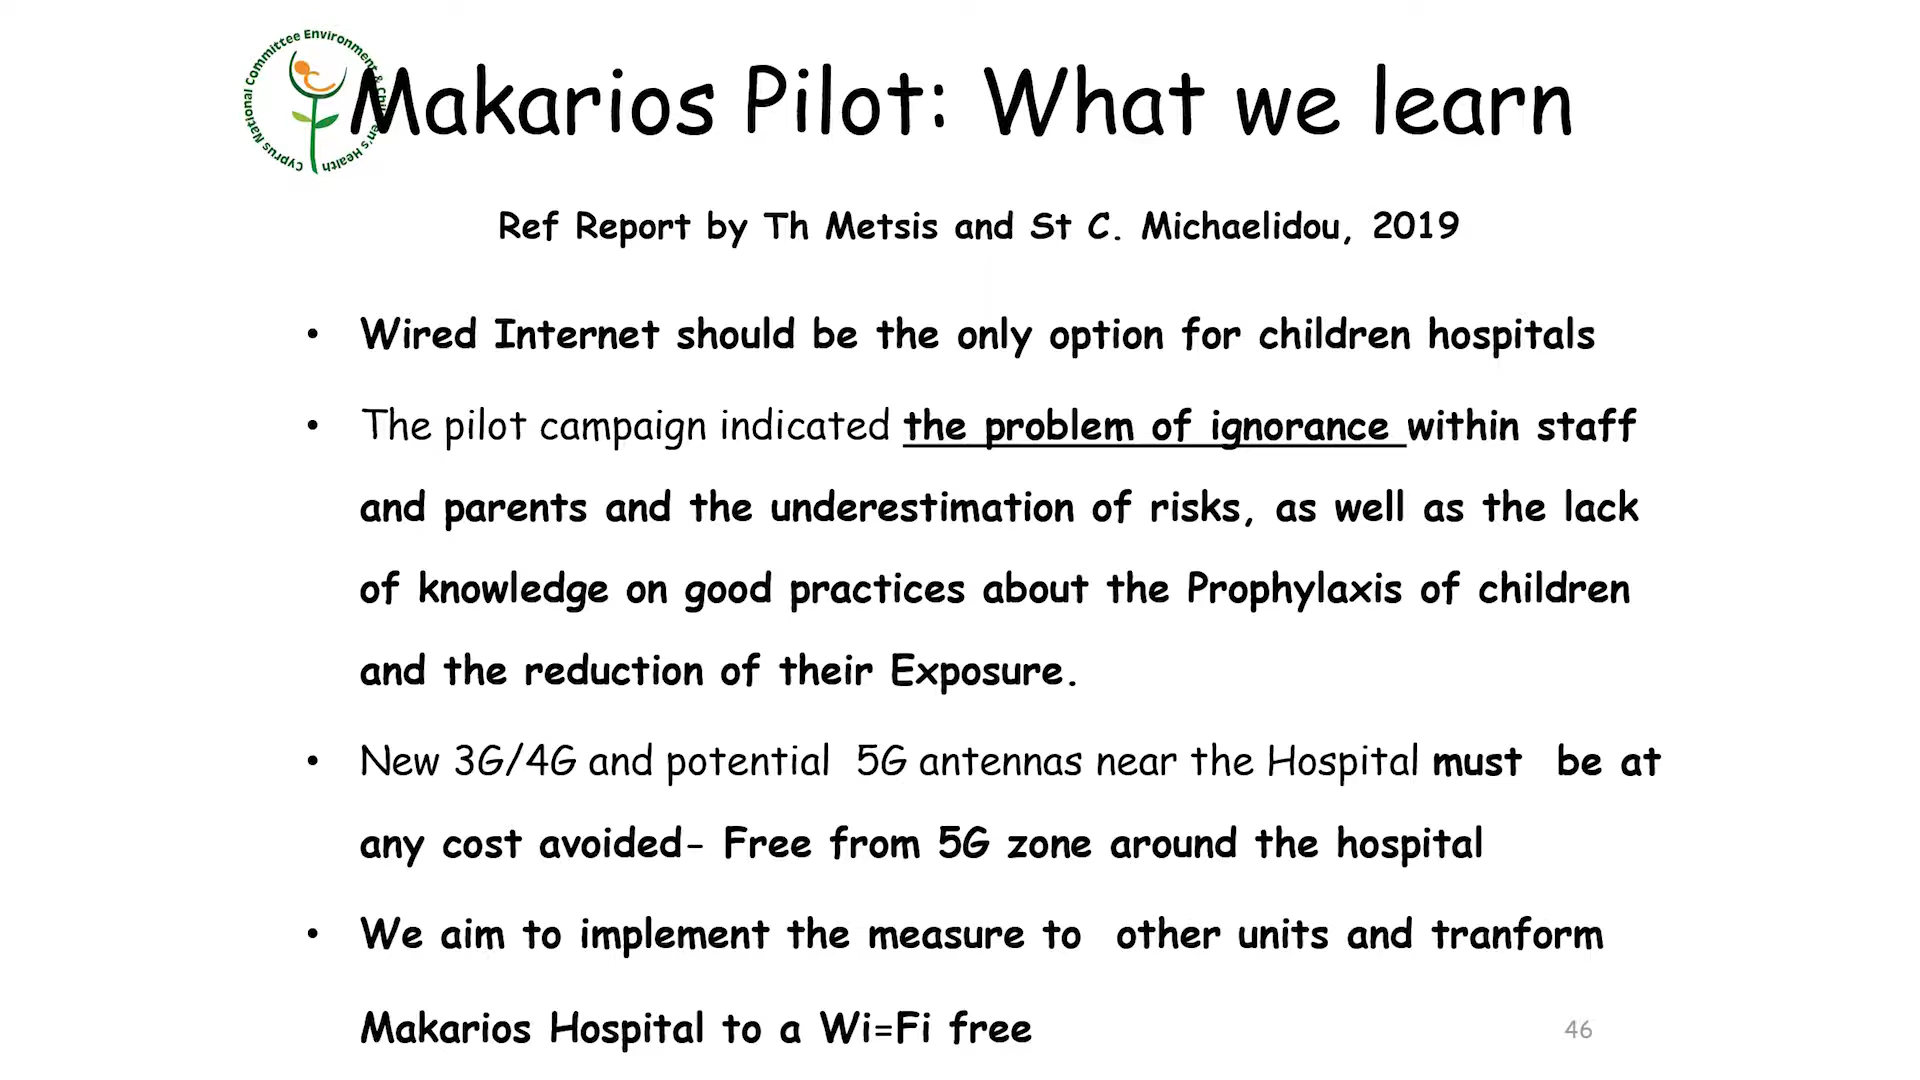 Cyprus National Committee Environment & Children's Health
Makarios Pilot: What we learn
Ref Report by Th Metsis and St C. Michaelidou, 2019
• Wired Internet should be the only option for children hospitals
• The pilot campaign indicated the problem of ignorance within staff
and parents and the underestimation of risks, as well as the lack
of knowledge on good practices about the Prophylaxis of children
and the reduction of their Exposure.
• New 3G/4G and potential 5G antennas near the Hospital must be at
any cost avoided- Free from 5G zone around the hospital
• We aim to implement the measure to other units and tranform
Makarios Hospital to a Wi=Fi free
46